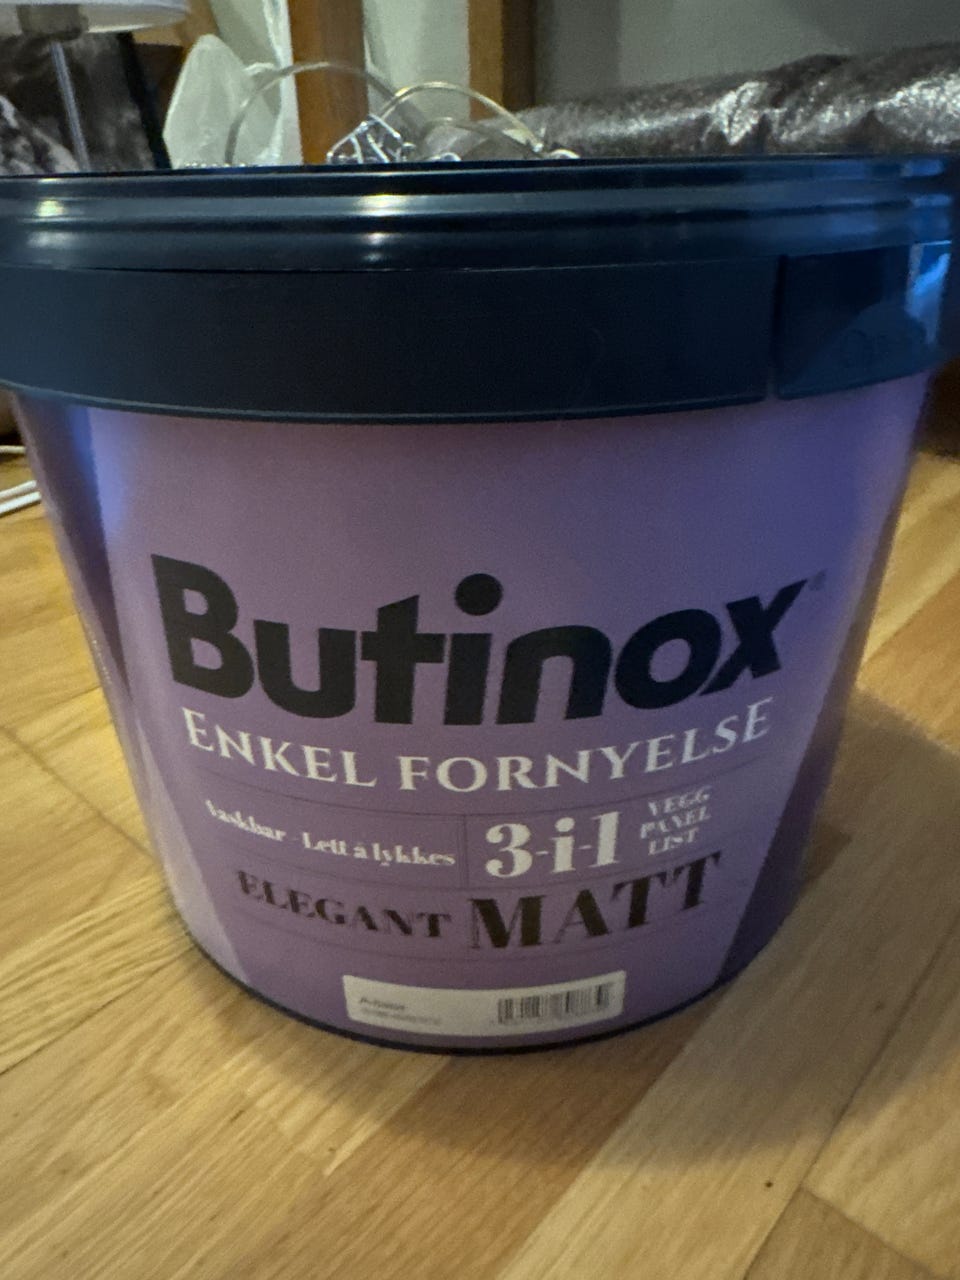 Butinox®
ENKEL FORNYELSE
Vaskbar - Lett å lykkes
3-i-1
VEGG
PANEL
LIST
ELEGANT MATT